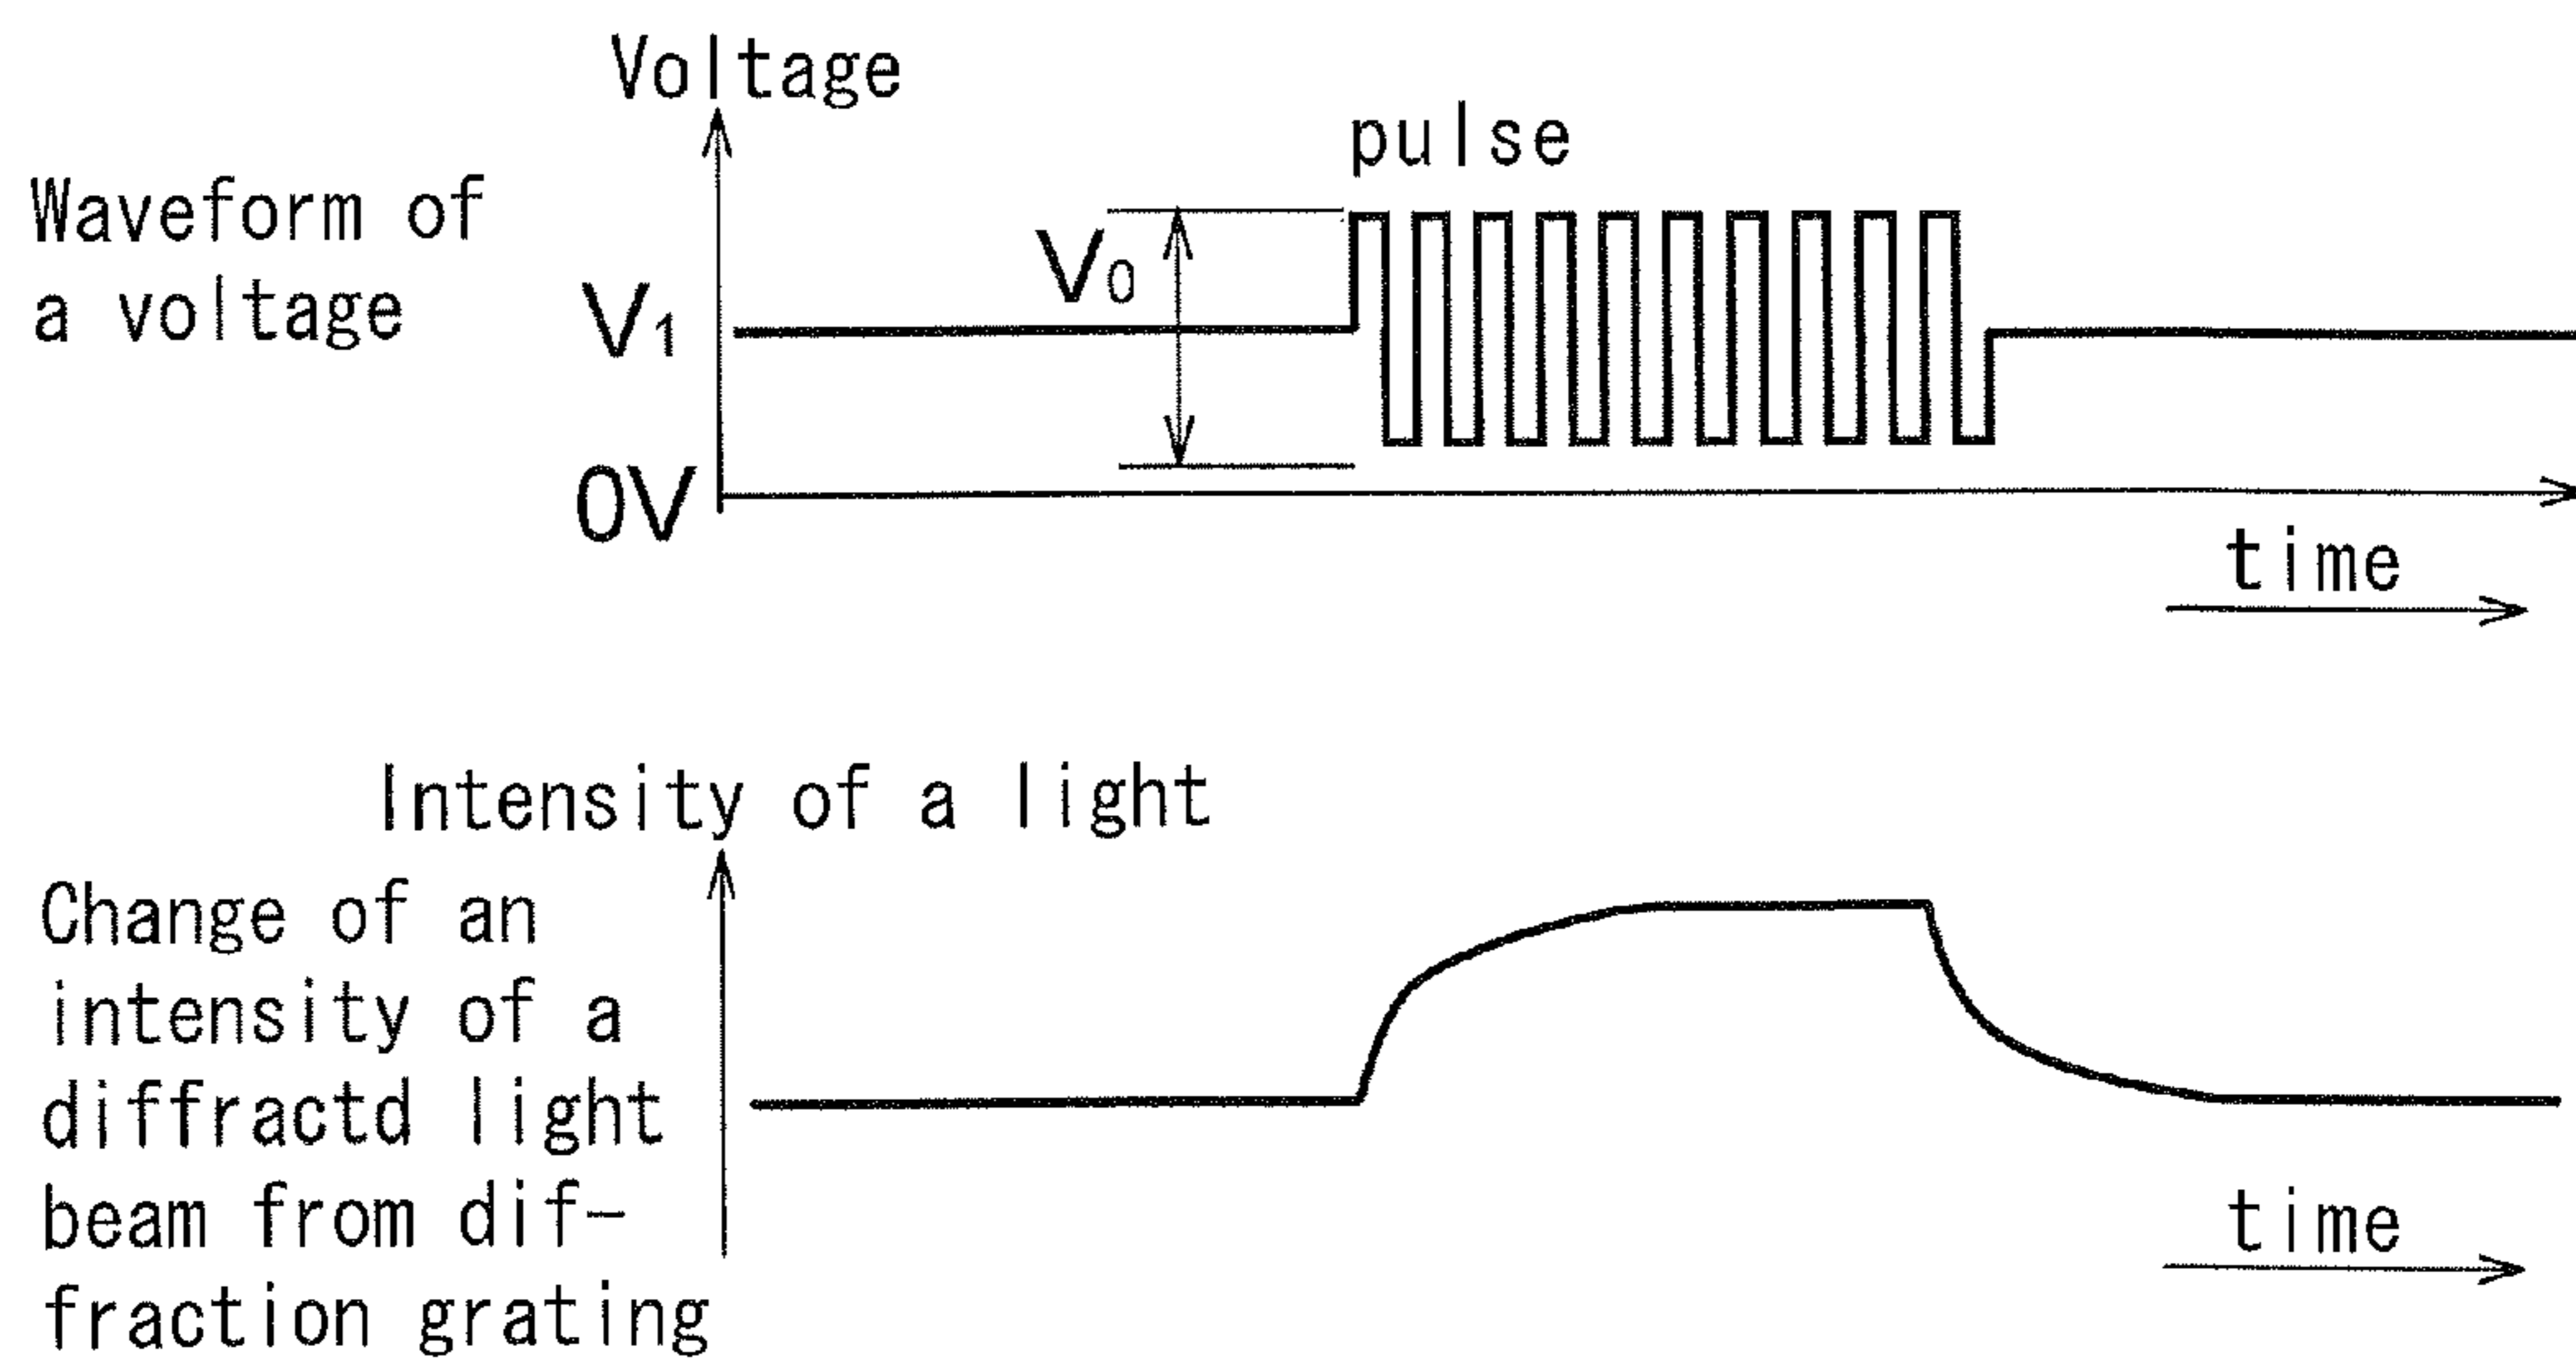 Voltage
pulse
Waveform of
a voltage
V0
V1
0V
time
Intensity of a light
Change of an
intensity of a
diffractd light
beam from dif-
fraction grating
time